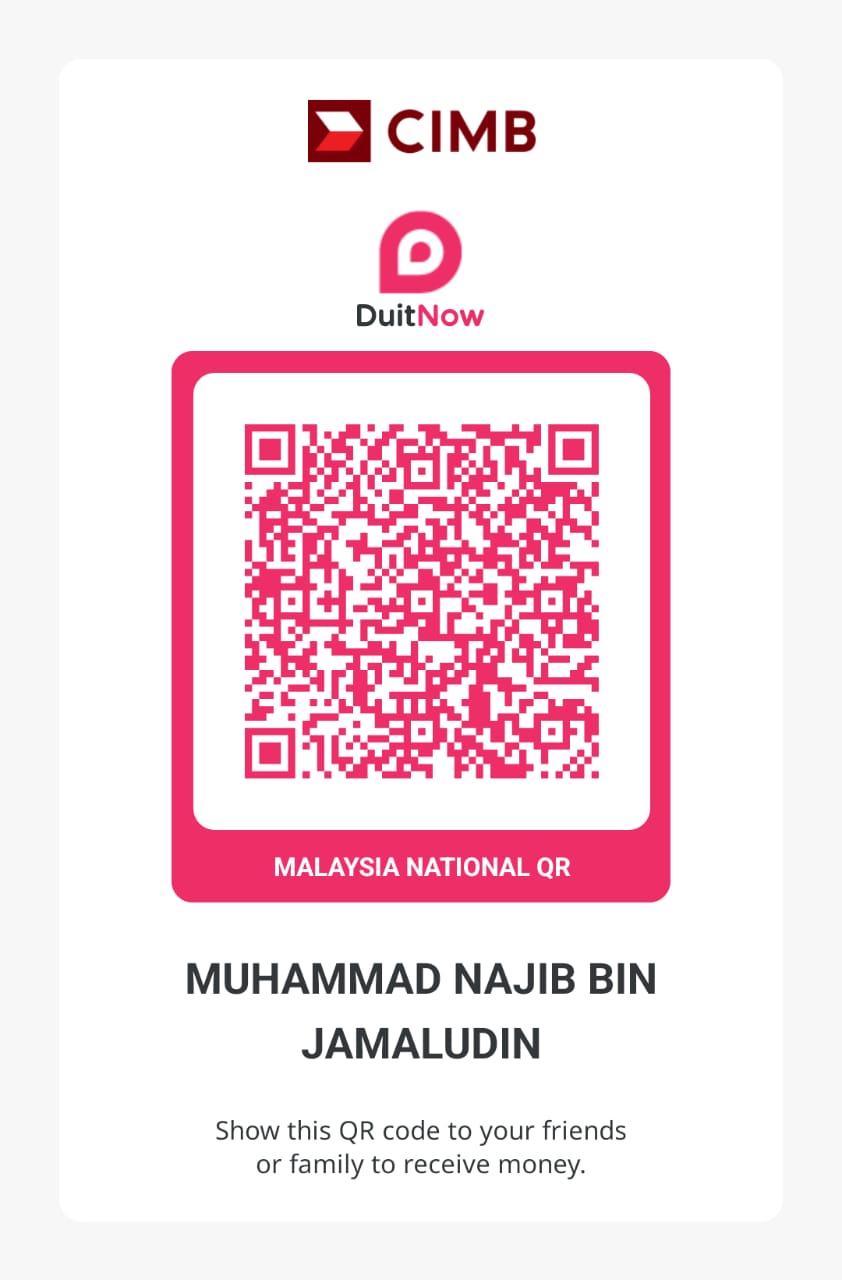 CIMB
DuitNow
MALAYSIA NATIONAL QR
MUHAMMAD NAJIB BIN
JAMALUDIN
Show this QR code to your friends
or family to receive money.